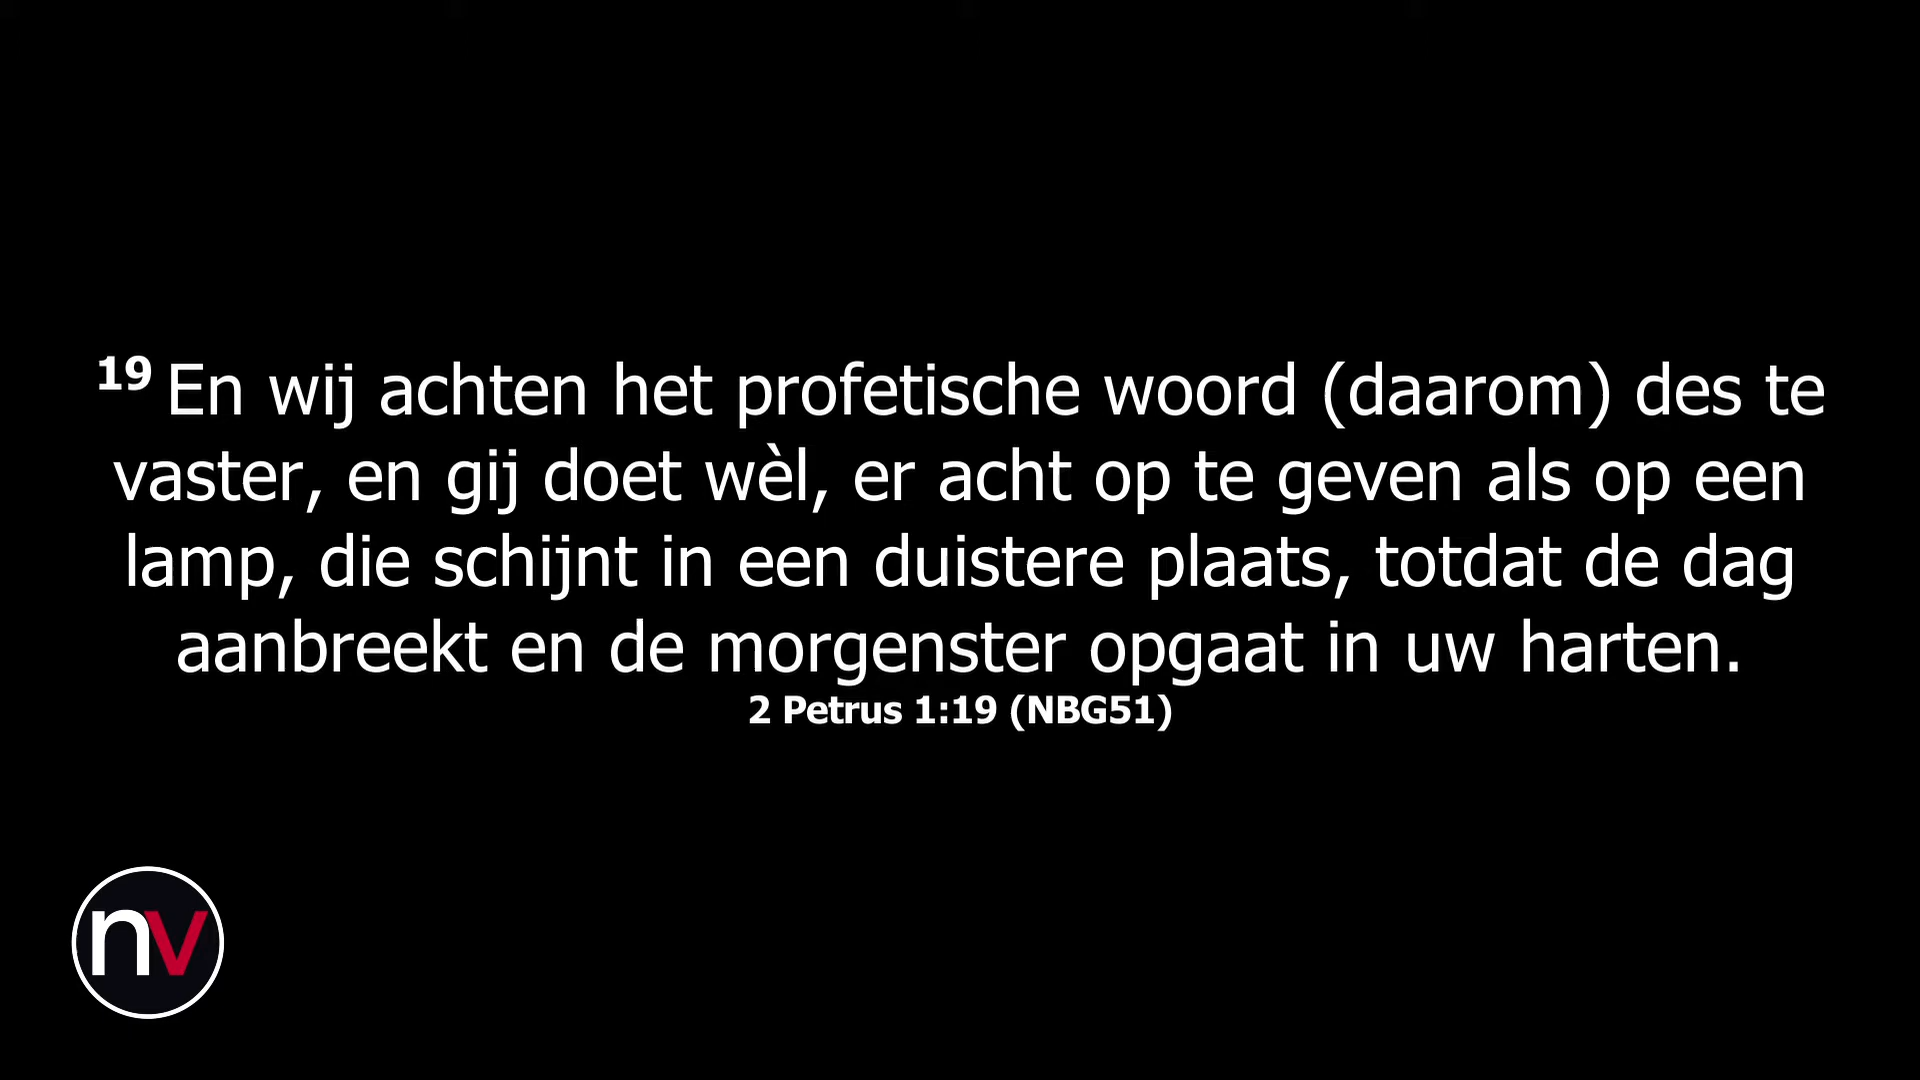 19 En wij achten het profetische woord (daarom) des te
vaster, en gij doet wèl, er acht op te geven als op een
lamp, die schijnt in een duistere plaats, totdat de dag
aanbreekt en de morgenster opgaat in uw harten.
2 Petrus 1:19 (NBG51)
nv